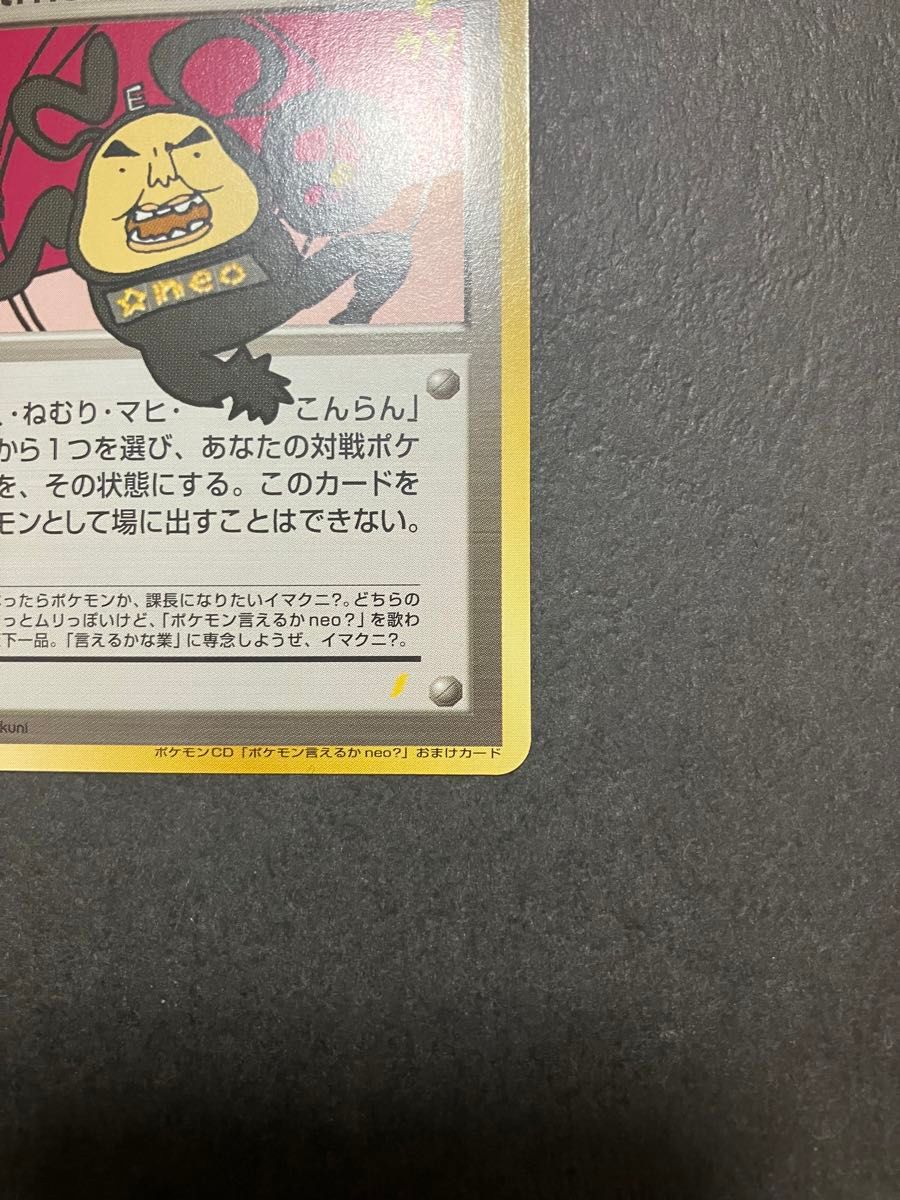 E
neo
・ねむり・マヒ・ こんらん」
から1つを選び、あなたの対戦ポケ
を、その状態にする。このカードを
モンとして場に出すことはできない。
ったらポケモンか、課長になりたいイマクニ?。どちらの
っとムリっぽいけど、「ポケモン言えるかneo?」を歌わ
下一品。「言えるかな業」に専念しようぜ、イマクニ?。
kuni
ポケモンCD「ポケモン言えるかneo?」おまけカード